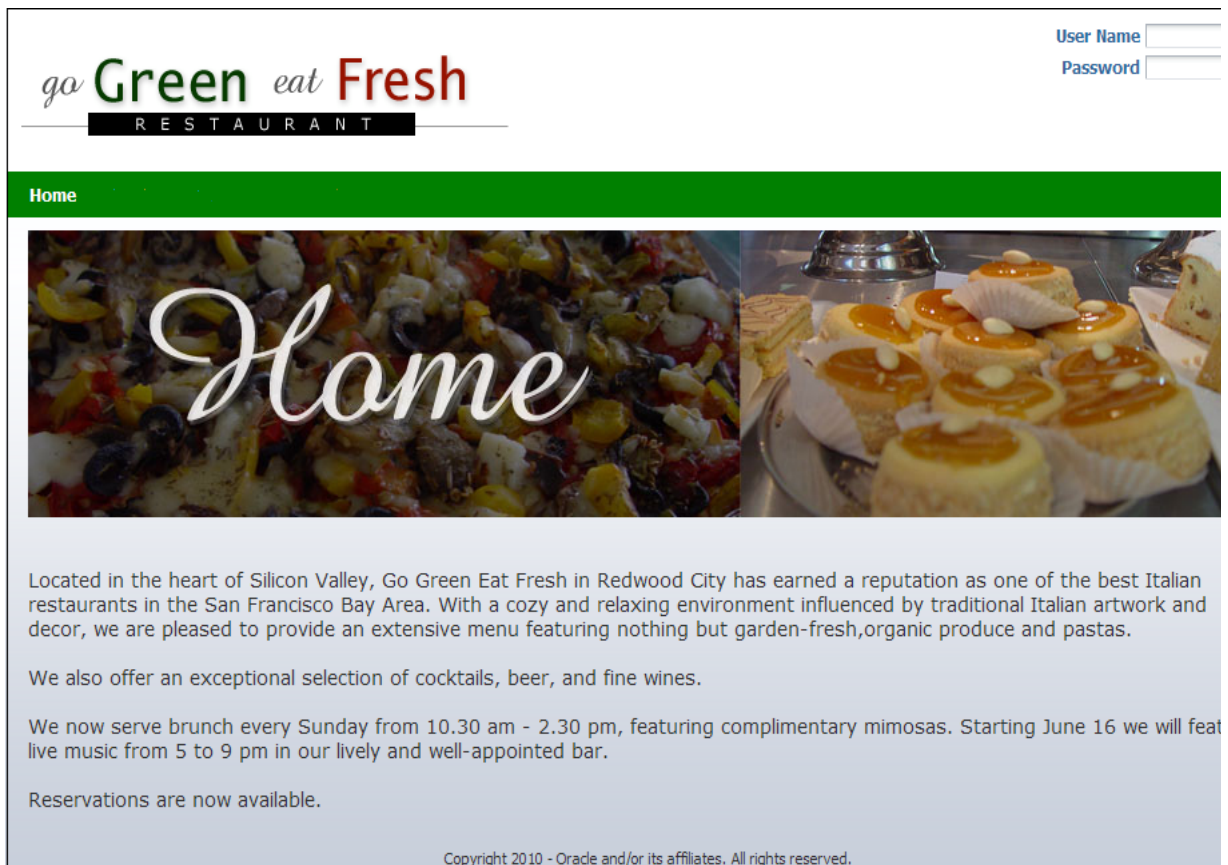 User Name
go Green eat Fresh
Password
RESTAURANT
Home
Home
Located in the heart of Silicon Valley, Go Green Eat Fresh in Redwood City has earned a reputation as one of the best Italian
restaurants in the San Francisco Bay Area. With a cozy and relaxing environment influenced by traditional Italian artwork and
decor, we are pleased to provide an extensive menu featuring nothing but garden-fresh,organic produce and pastas.
We also offer an exceptional selection of cocktails, beer, and fine wines.
We now serve brunch every Sunday from 10.30 am - 2.30 pm, featuring complimentary mimosas. Starting June 16 we will feat
live music from 5 to 9 pm in our lively and well-appointed bar.
Reservations are now available.
Copyright 2010 - Oracle and/or its affiliates. All rights reserved.